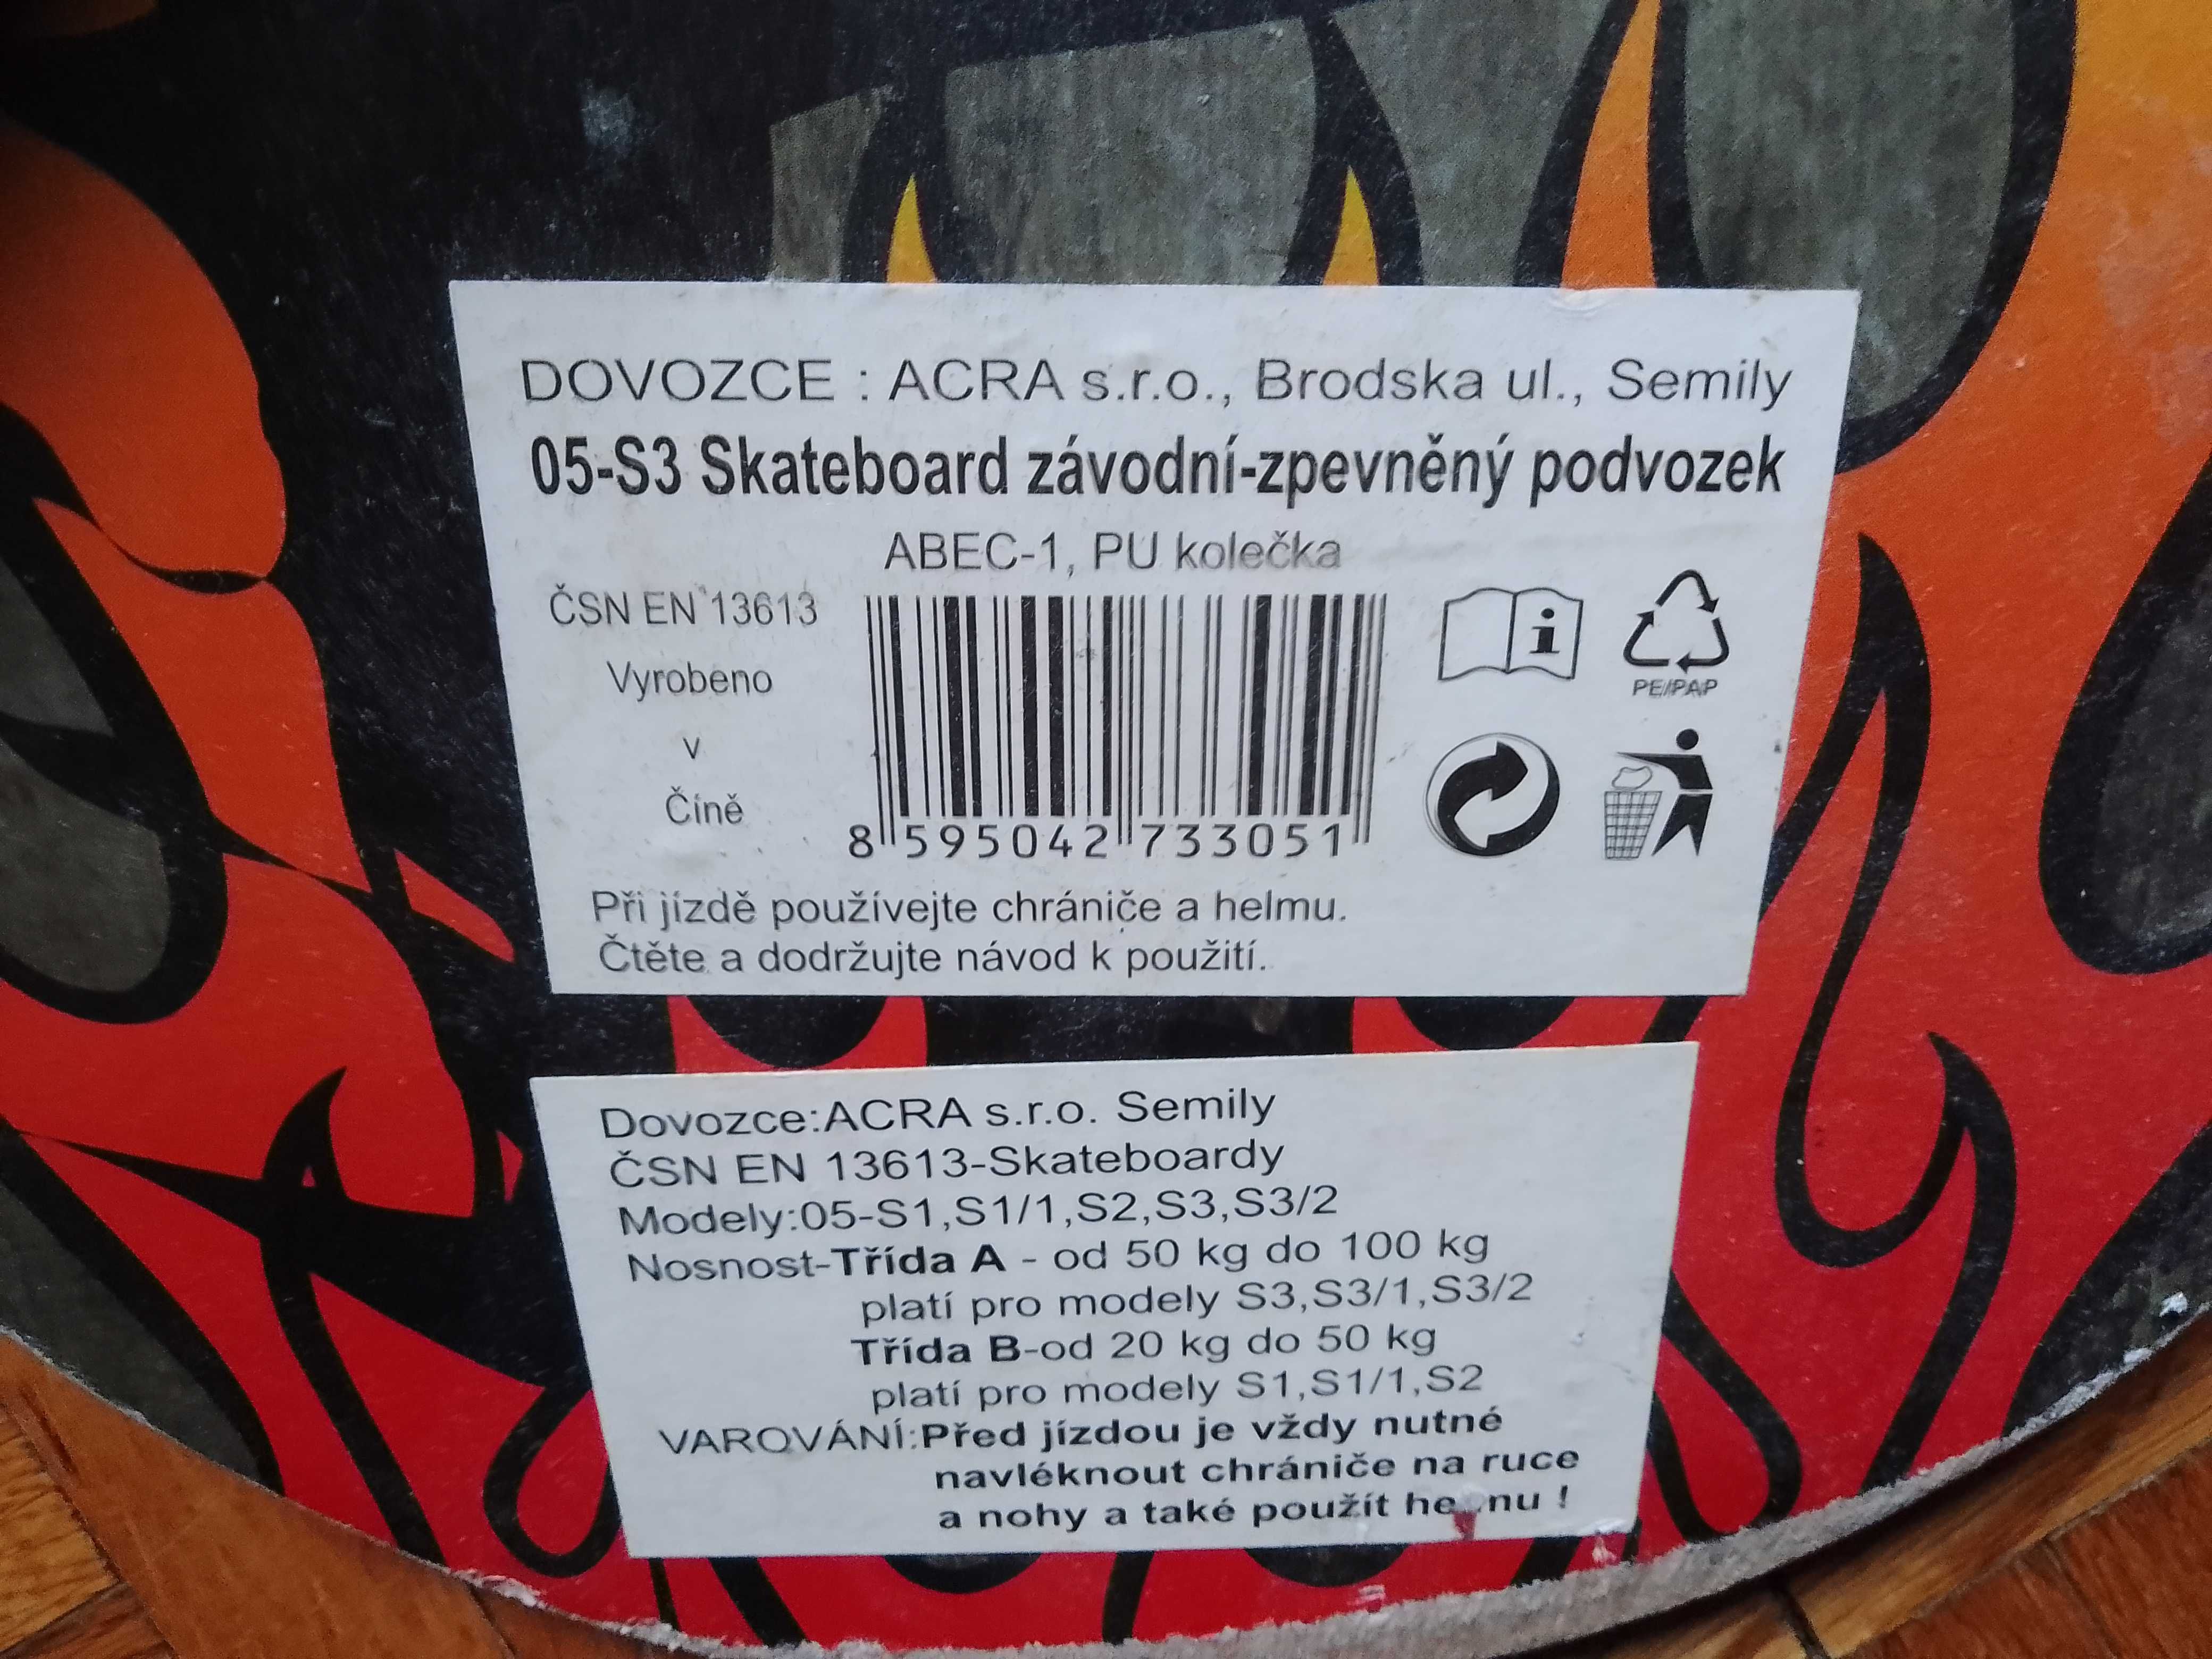 DOVOZCE : ACRA s.r.o., Brodska ul., Semily
05-S3 Skateboard závodní-zpevněný podvozek
ABEC-1, PU kolečka
ČSN EN 13613
Vyrobeno
v
Číně
8 595042 733051
i
PE/PAP
Při jízdě používejte chrániče a helmu.
Čtěte a dodržujte návod k použití.
Dovozce:ACRA s.r.o. Semily
ČSN EN 13613-Skateboardy
Modely:05-S1,S1/1,S2,S3,S3/2
Nosnost-Třída A - od 50 kg do 100 kg
platí pro modely S3,S3/1,S3/2
Třída B-od 20 kg do 50 kg
platí pro modely S1,S1/1,S2
VAROVÁNÍ:Před jízdou je vždy nutné
navléknout chrániče na ruce
a nohy a také použít !